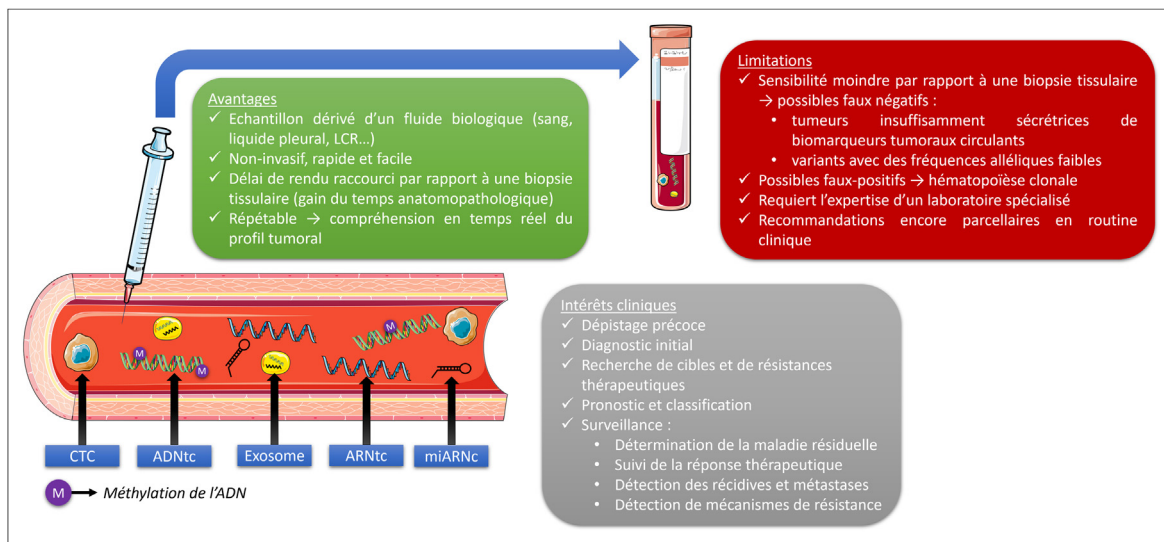 Avantages
✓ Echantillon dérivé d'un fluide biologique (sang,
liquide pleural, LCR...)
✓ Non-invasif, rapide et facile
✓ Délai de rendu raccourci par rapport à une biopsie
tissulaire (gain du temps anatomopathologique)
✓ Répétable → compréhension en temps réel du
profil tumoral
Limitations
✓ Sensibilité moindre par rapport à une biopsie tissulaire
→ possibles faux négatifs :
• tumeurs insuffisamment sécrétrices de
biomarqueurs tumoraux circulants
• variants avec des fréquences alléliques faibles
✓ Possibles faux-positifs → hématopoïèse clonale
✓ Requiert l'expertise d'un laboratoire spécialisé
✓ Recommandations encore parcellaires en routine
clinique
Intérêts cliniques
✓ Dépistage précoce
✓ Diagnostic initial
✓ Recherche de cibles et de résistances
thérapeutiques
✓ Pronostic et classification
✓ Surveillance :
• Détermination de la maladie résiduelle
• Suivi de la réponse thérapeutique
• Détection des récidives et métastases
• Détection de mécanismes de résistance
M
M
M
CTC
ADNtc
Exosome
ARNtc
miARNc
M → Méthylation de l'ADN